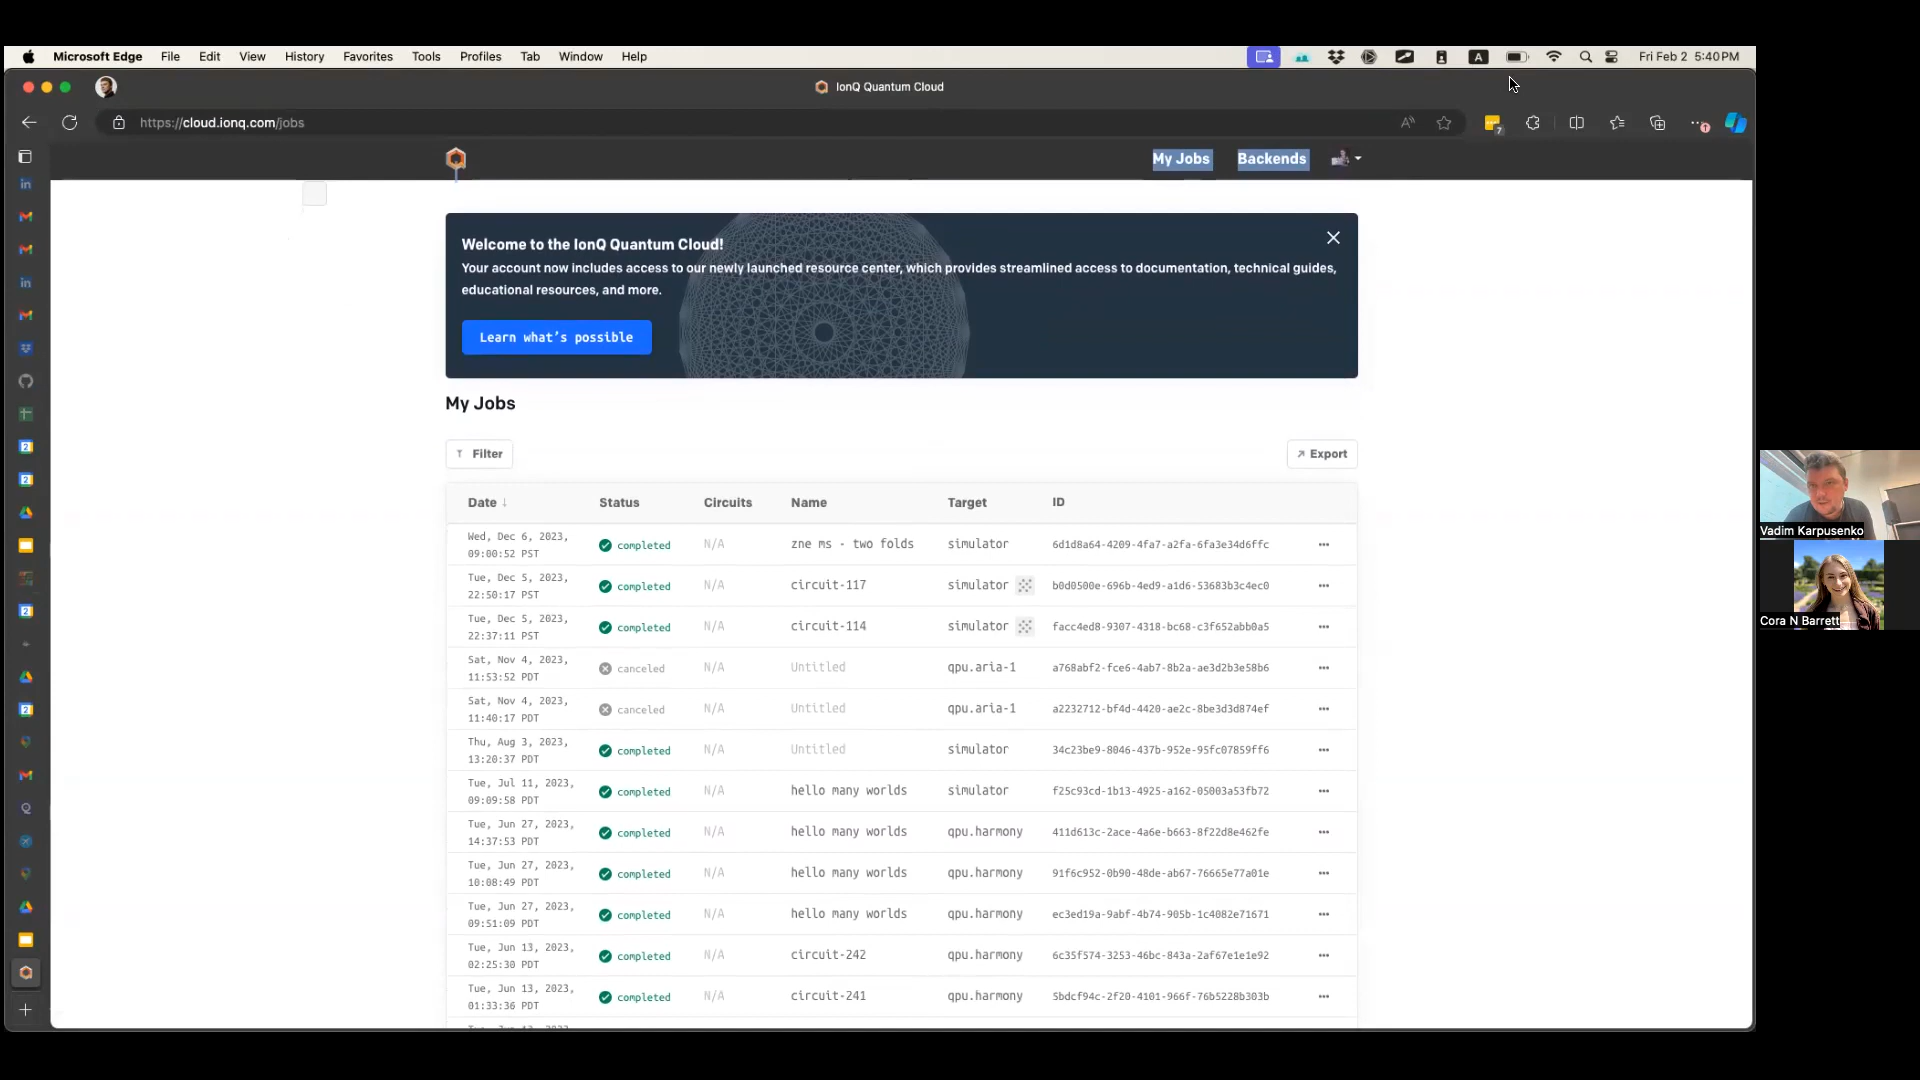 Microsoft Edge File Edit View History Favorites Tools Profiles Tab Window Help A Fri Feb 2 5:40 PM
IonQ Quantum Cloud
https://cloud.ionq.com/jobs
My Jobs Backends
Welcome to the IonQ Quantum Cloud!
Your account now includes access to our newly launched resource center, which provides streamlined access to documentation, technical guides,
educational resources, and more.
Learn what's possible
My Jobs
Filter Export
Date ↓ Status Circuits Name Target ID
Wed, Dec 6, 2023,
09:00:52 PST completed N/A zne ms - two folds simulator 6d1d8a64-4209-4fa7-a2fa-6fa3e34d6ffc
Tue, Dec 5, 2023,
22:50:17 PST completed N/A circuit-117 simulator b0d0500e-696b-4ed9-a1d6-53683b3c4ec0
Tue, Dec 5, 2023,
22:37:11 PST completed N/A circuit-114 simulator facc4ed8-9307-4318-bc68-c3f652abb0a5
Sat, Nov 4, 2023,
11:53:52 PDT canceled N/A Untitled qpu.aria-1 a768abf2-fce6-4ab7-8b2a-ae3d2b3e58b6
Sat, Nov 4, 2023,
11:40:17 PDT canceled N/A Untitled qpu.aria-1 a2232712-bf4d-4420-ae2c-8be3d3d874ef
Thu, Aug 3, 2023,
13:20:37 PDT completed N/A Untitled simulator 34c23be9-8046-437b-952e-95fc07859ff6
Tue, Jul 11, 2023,
09:09:58 PDT completed N/A hello many worlds simulator f25c93cd-1b13-4925-a162-05003a53fb72
Tue, Jun 27, 2023,
14:37:53 PDT completed N/A hello many worlds qpu.harmony 411d613c-2ace-4a6e-b663-8f22d8e462fe
Tue, Jun 27, 2023,
10:08:49 PDT completed N/A hello many worlds qpu.harmony 91f6c952-0b90-48de-ab67-76665e77a01e
Tue, Jun 27, 2023,
09:51:09 PDT completed N/A hello many worlds qpu.harmony ec3ed19a-9abf-4b74-905b-1c4082e71671
Tue, Jun 13, 2023,
02:25:30 PDT completed N/A circuit-242 qpu.harmony 6c35f574-3253-46bc-843a-2af67e1e1e92
Tue, Jun 13, 2023,
01:33:36 PDT completed N/A circuit-241 qpu.harmony 5bdcf94c-2f20-4101-966f-76b5228b303b
Vadim Karpusenko
Cora N Barrett